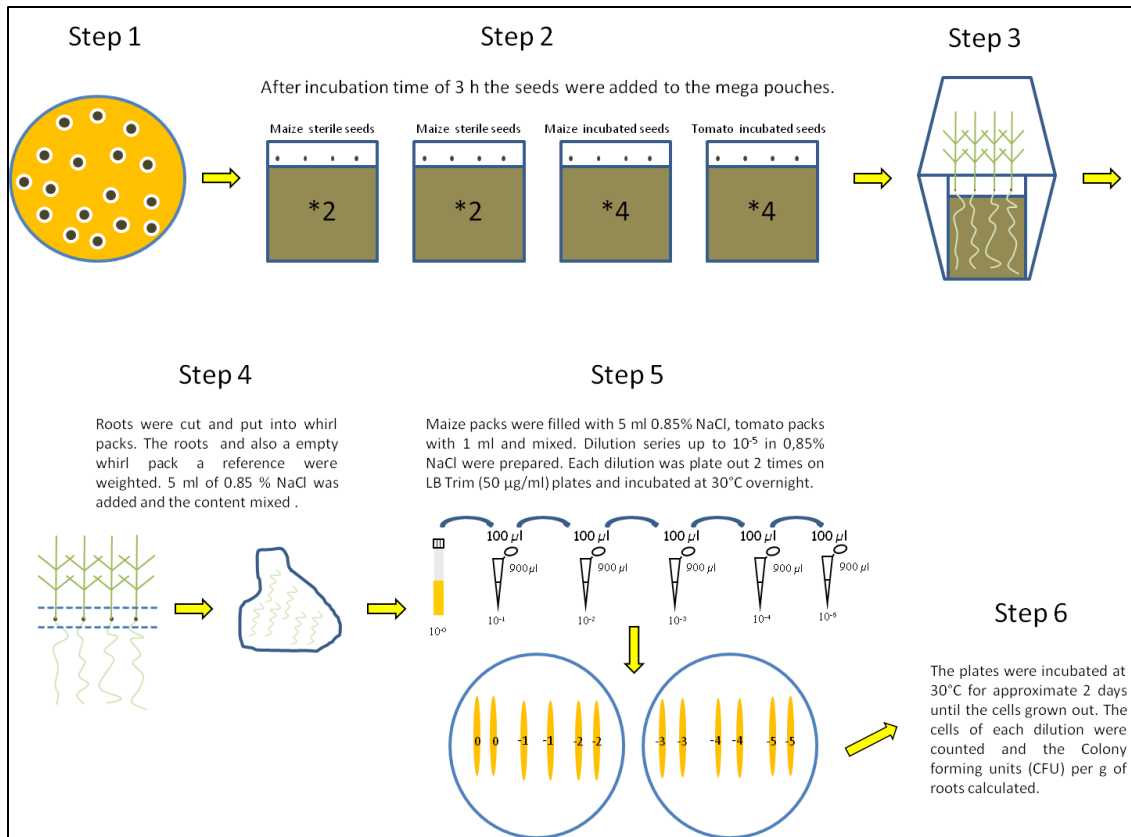 Step 1
Step 2
Step 3
After incubation time of 3 h the seeds were added to the mega pouches.
Maize sterile seeds
Maize sterile seeds
Maize incubated seeds
Tomato incubated seeds
*2
*2
*4
*4
Step 4
Roots were cut and put into whirl
packs. The roots and also a empty
whirl pack a reference were
weighted. 5 ml of 0.85 % NaCl was
added and the content mixed .
Step 5
Maize packs were filled with 5 ml 0.85% NaCl, tomato packs
with 1 ml and mixed. Dilution series up to 10⁻⁵ in 0,85%
NaCl were prepared. Each dilution was plate out 2 times on
LB Trim (50 µg/ml) plates and incubated at 30°C overnight.
100 µl
100 µl
100 µl
100 µl
100 µl
900 µl
900 µl
900 µl
900 µl
900 µl
10⁻⁰
10⁻¹
10⁻²
10⁻³
10⁻⁴
10⁻⁵
0 0 -1 -1 -2 -2
-3 -3 -4 -4 -5 -5
Step 6
The plates were incubated at
30°C for approximate 2 days
until the cells grown out. The
cells of each dilution were
counted and the Colony
forming units (CFU) per g of
roots calculated.